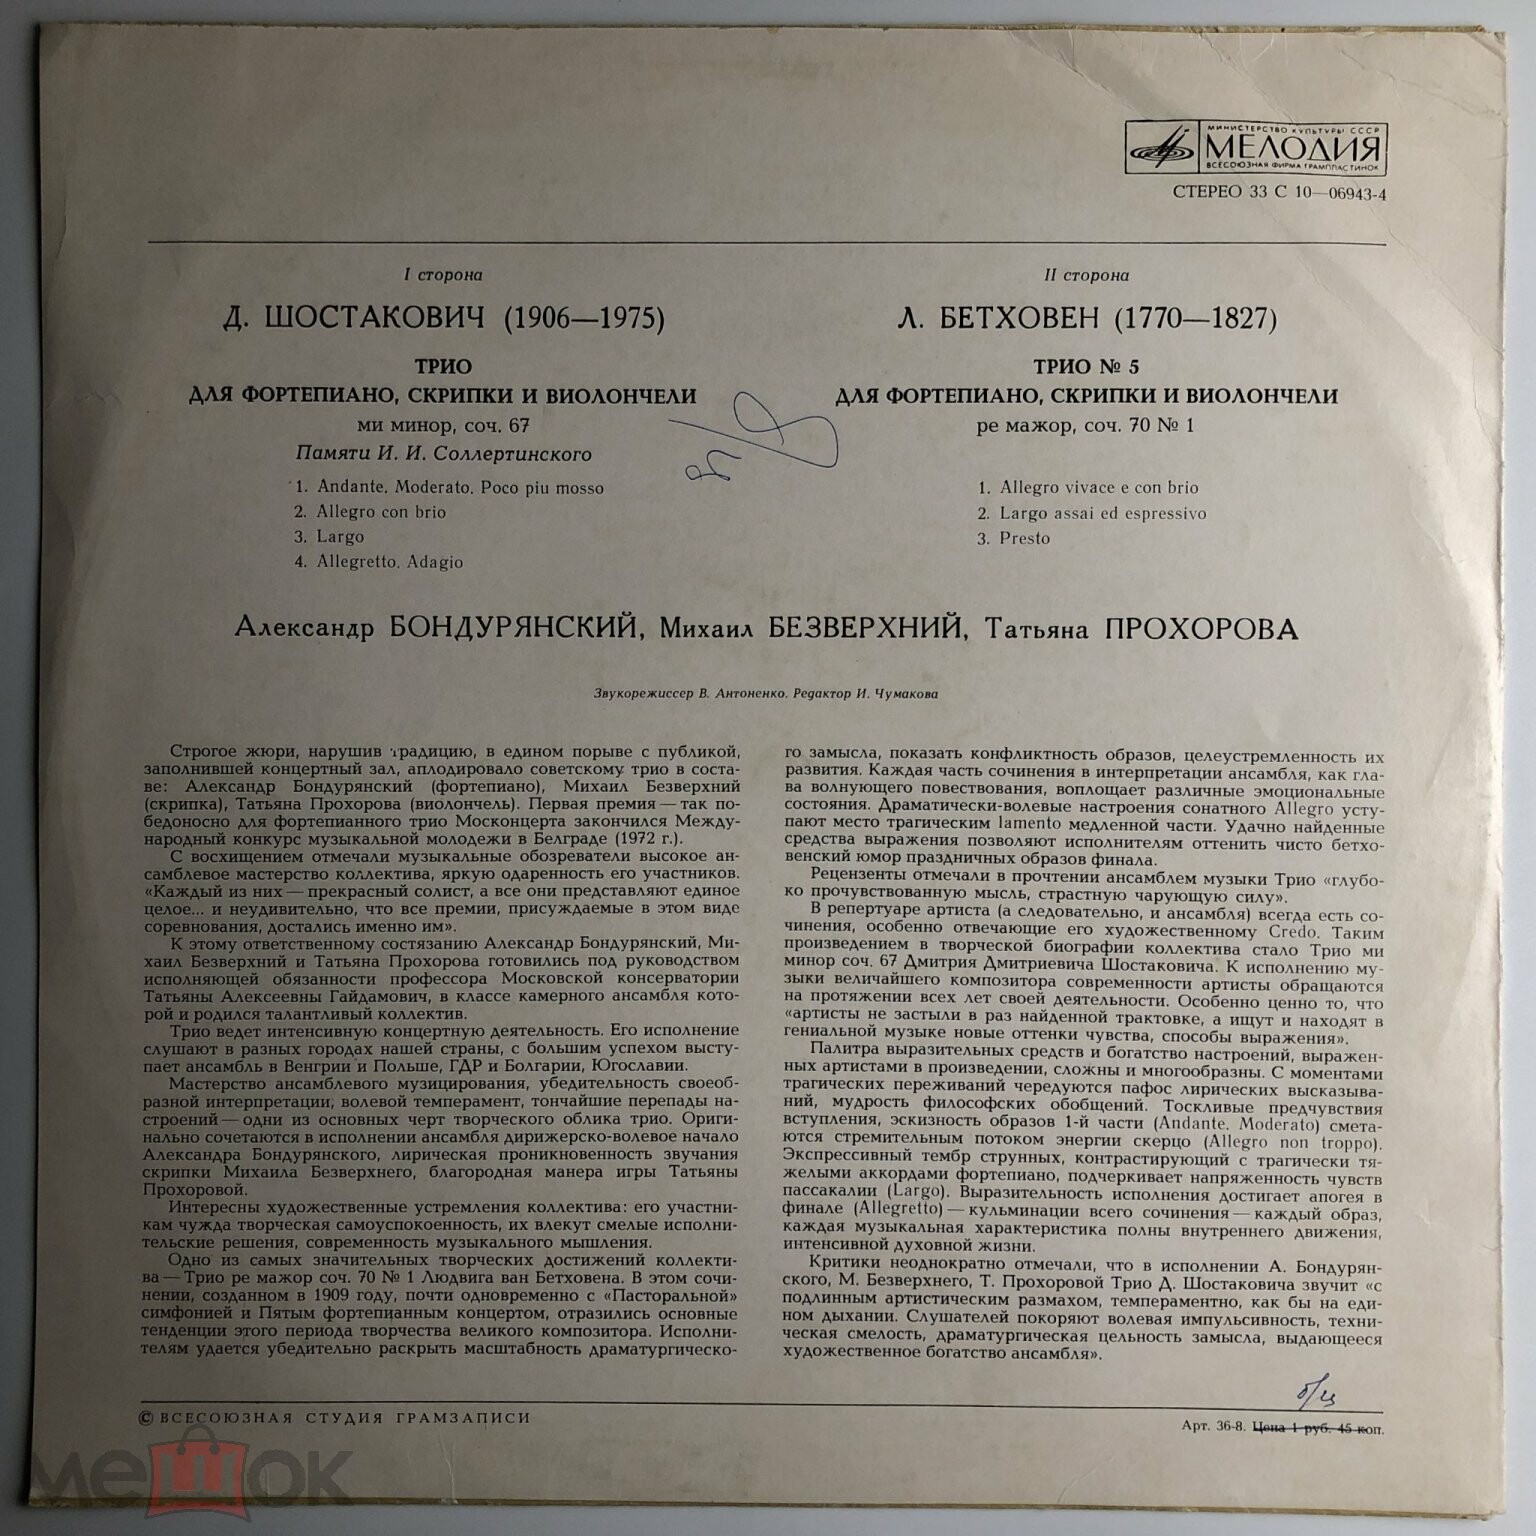 МИНИСТЕРСТВО КУЛЬТУРЫ СССР
МЕЛОДИЯ
ВСЕСОЮЗНАЯ ФИРМА ГРАМПЛАСТИНОК
СТЕРЕО 33 С 10—06943-4
I сторона
Д. ШОСТАКОВИЧ (1906—1975)
ТРИО
ДЛЯ ФОРТЕПИАНО, СКРИПКИ И ВИОЛОНЧЕЛИ
ми минор, соч. 67
Памяти И. И. Соллертинского
1. Andante. Moderato. Poco piu mosso
2. Allegro con brio
3. Largo
4. Allegretto. Adagio
II сторона
Л. БЕТХОВЕН (1770—1827)
ТРИО № 5
ДЛЯ ФОРТЕПИАНО, СКРИПКИ И ВИОЛОНЧЕЛИ
ре мажор, соч. 70 № 1
1. Allegro vivace e con brio
2. Largo assai ed espressivo
3. Presto
Александр БОНДУРЯНСКИЙ, Михаил БЕЗВЕРХНИЙ, Татьяна ПРОХОРОВА
Звукорежиссер В. Антоненко. Редактор И. Чумакова
Строгое жюри, нарушив традицию, в едином порыве с публикой,
заполнившей концертный зал, аплодировало советскому трио в соста-
ве: Александр Бондурянский (фортепиано), Михаил Безверхний
(скрипка), Татьяна Прохорова (виолончель). Первая премия — так по-
бедоносно для фортепианного трио Москонцерта закончился Между-
народный конкурс музыкальной молодежи в Белграде (1972 г.).
С восхищением отмечали музыкальные обозреватели высокое ан-
самблевое мастерство коллектива, яркую одаренность его участников.
«Каждый из них — прекрасный солист, а все они представляют единое
целое... и неудивительно, что все премии, присуждаемые в этом виде
соревнования, достались именно им».
К этому ответственному состязанию Александр Бондурянский, Ми-
хаил Безверхний и Татьяна Прохорова готовились под руководством
исполняющей обязанности профессора Московской консерватории
Татьяны Алексеевны Гайдамович, в классе камерного ансамбля кото-
рой и родился талантливый коллектив.
Трио ведет интенсивную концертную деятельность. Его исполнение
слушают в разных городах нашей страны, с большим успехом высту-
пает ансамбль в Венгрии и Польше, ГДР и Болгарии, Югославии.
Мастерство ансамблевого музицирования, убедительность своеоб-
разной интерпретации, волевой темперамент, тончайшие перепады на-
строений — одни из основных черт творческого облика трио. Ориги-
нально сочетаются в исполнении ансамбля дирижерско-волевое начало
Александра Бондурянского, лирическая проникновенность звучания
скрипки Михаила Безверхнего, благородная манера игры Татьяны
Прохоровой.
Интересны художественные устремления коллектива: его участни-
кам чужда творческая самоуспокоенность, их влекут смелые исполни-
тельские решения, современность музыкального мышления.
Одно из самых значительных творческих достижений коллекти-
ва — Трио ре мажор соч. 70 № 1 Людвига ван Бетховена. В этом сочи-
нении, созданном в 1909 году, почти одновременно с «Пасторальной»
симфонией и Пятым фортепианным концертом, отразились основные
тенденции этого периода творчества великого композитора. Исполни-
телям удается убедительно раскрыть масштабность драматургическо-
го замысла, показать конфликтность образов, целеустремленность их
развития. Каждая часть сочинения в интерпретации ансамбля, как гла-
ва волнующего повествования, воплощает различные эмоциональные
состояния. Драматически-волевые настроения сонатного Allegro усту-
пают место трагическим lamento медленной части. Удачно найденные
средства выражения позволяют исполнителям оттенить чисто бетхо-
венский юмор праздничных образов финала.
Рецензенты отмечали в прочтении ансамблем музыки Трио «глубо-
ко прочувствованную мысль, страстную чарующую силу».
В репертуаре артиста (а следовательно, и ансамбля) всегда есть со-
чинения, особенно отвечающие его художественному Credo. Таким
произведением в творческой биографии коллектива стало Трио ми
минор соч. 67 Дмитрия Дмитриевича Шостаковича. К исполнению му-
зыки величайшего композитора современности артисты обращаются
на протяжении всех лет своей деятельности. Особенно ценно то, что
«артисты не застыли в раз найденной трактовке, а ищут и находят в
гениальной музыке новые оттенки чувства, способы выражения».
Палитра выразительных средств и богатство настроений, выражен-
ных артистами в произведении, сложны и многообразны. С моментами
трагических переживаний чередуются пафос лирических высказыва-
ний, мудрость философских обобщений. Тоскливые предчувствия
вступления, эскизность образов 1-й части (Andante. Moderato) смета-
ются стремительным потоком энергии скерцо (Allegro non troppo).
Экспрессивный тембр струнных, контрастирующий с трагически тя-
желыми аккордами фортепиано, подчеркивает напряженность чувств
пассакалии (Largo). Выразительность исполнения достигает апогея в
финале (Allegretto) — кульминации всего сочинения — каждый образ,
каждая музыкальная характеристика полны внутреннего движения,
интенсивной духовной жизни.
Критики неоднократно отмечали, что в исполнении А. Бондурян-
ского, М. Безверхнего, Т. Прохоровой Трио Д. Шостаковича звучит «с
подлинным артистическим размахом, темпераментно, как бы на еди-
ном дыхании. Слушателей покоряют волевая импульсивность, техни-
ческая смелость, драматургическая цельность замысла, выдающееся
художественное богатство ансамбля».
б/ц
© ВСЕСОЮЗНАЯ СТУДИЯ ГРАМЗАПИСИ
Арт. 36-8. Цена 1 руб. 45 коп.
мешок